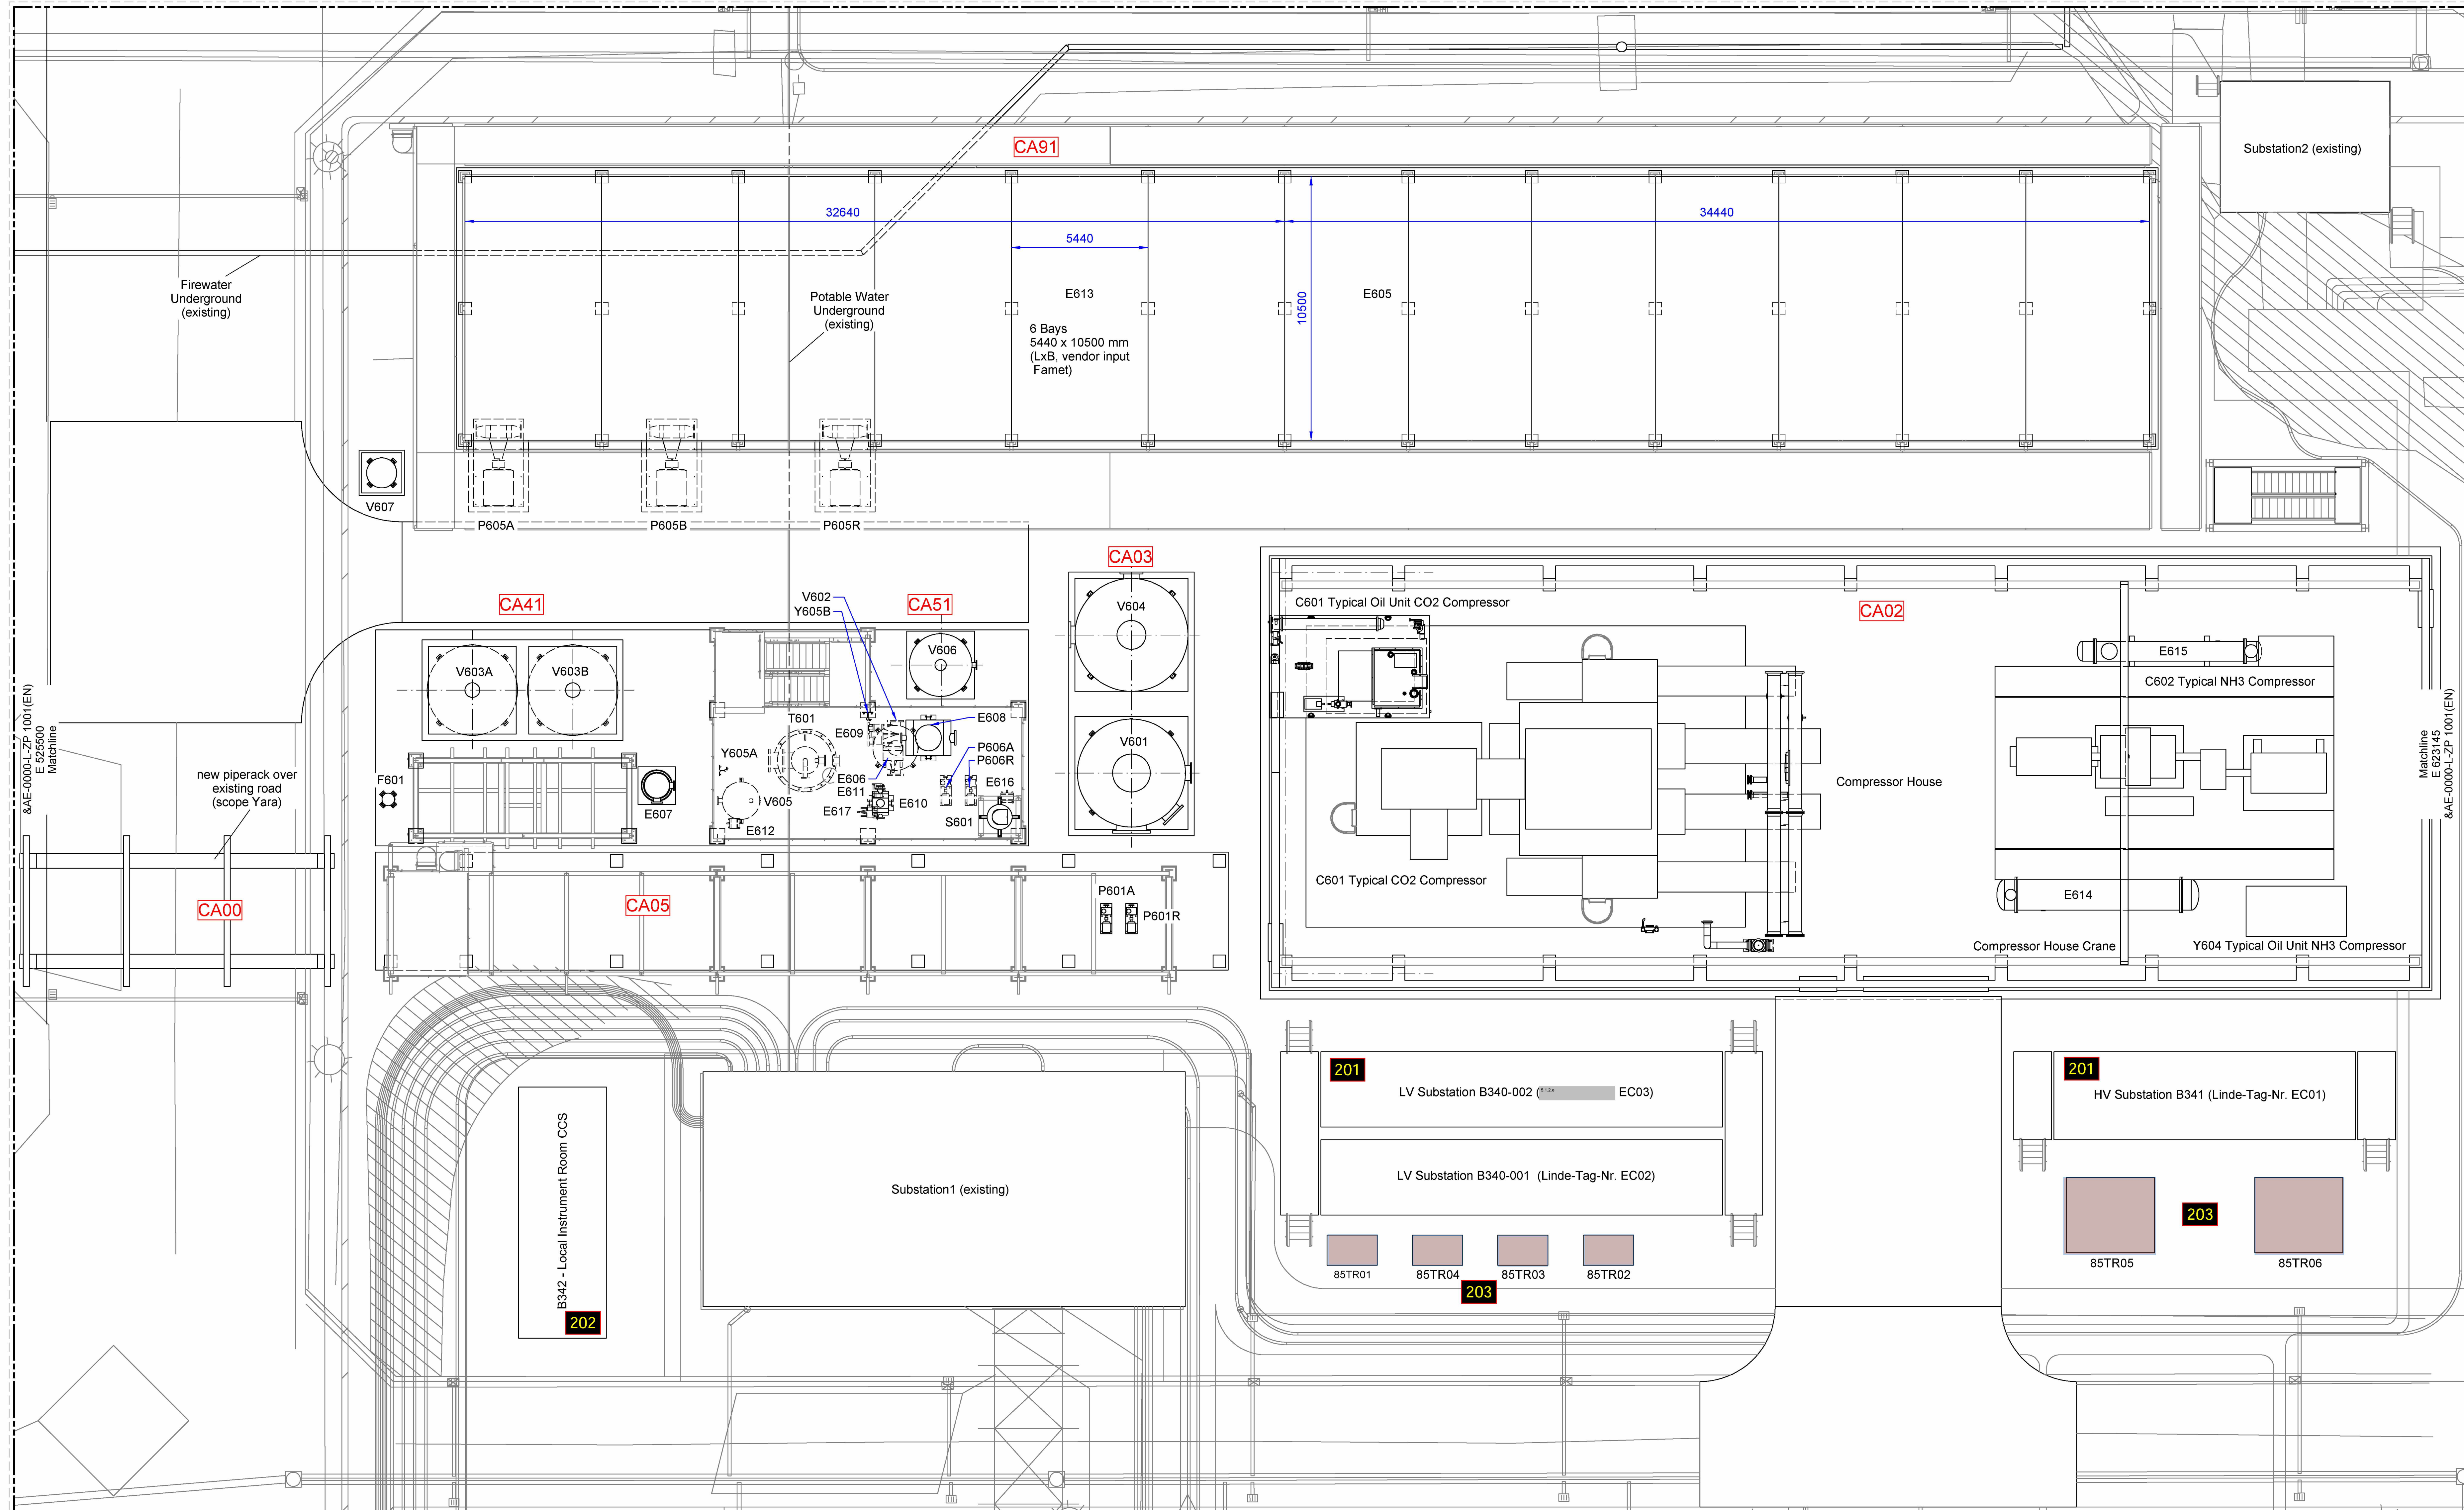 CA91
Substation2 (existing)
32640
34440
5440
10500
Firewater
Underground
(existing)
Potable Water
Underground
(existing)
E613
E605
6 Bays
5440 x 10500 mm
(LxB, vendor input
Famet)
V607
P605A
P605B
P605R
CA03
CA41
V602
Y605B
CA51
V604
C601 Typical Oil Unit CO2 Compressor
CA02
V603A
V603B
V606
E615
C602 Typical NH3 Compressor
&AE-0000-L-ZP 1001(EN)
E 525500
Matchline
T601
E608
E609
V601
Y605A
P606A
P606R
new piperack over
existing road
(scope Yara)
F601
E606
E611
E616
Compressor House
Matchline
E 623145
&AE-0000-L-ZP 1001(EN)
V605
E610
E607
E617
S601
E612
C601 Typical CO2 Compressor
P601A
P601R
E614
CA00
CA05
Compressor House Crane
Y604 Typical Oil Unit NH3 Compressor
201
LV Substation B340-002 (
5.1.2.e
EC03)
201
HV Substation B341 (Linde-Tag-Nr. EC01)
B342 - Local Instrument Room CCS
202
Substation1 (existing)
LV Substation B340-001 (Linde-Tag-Nr. EC02)
203
85TR01
85TR04
85TR03
85TR02
203
85TR05
85TR06